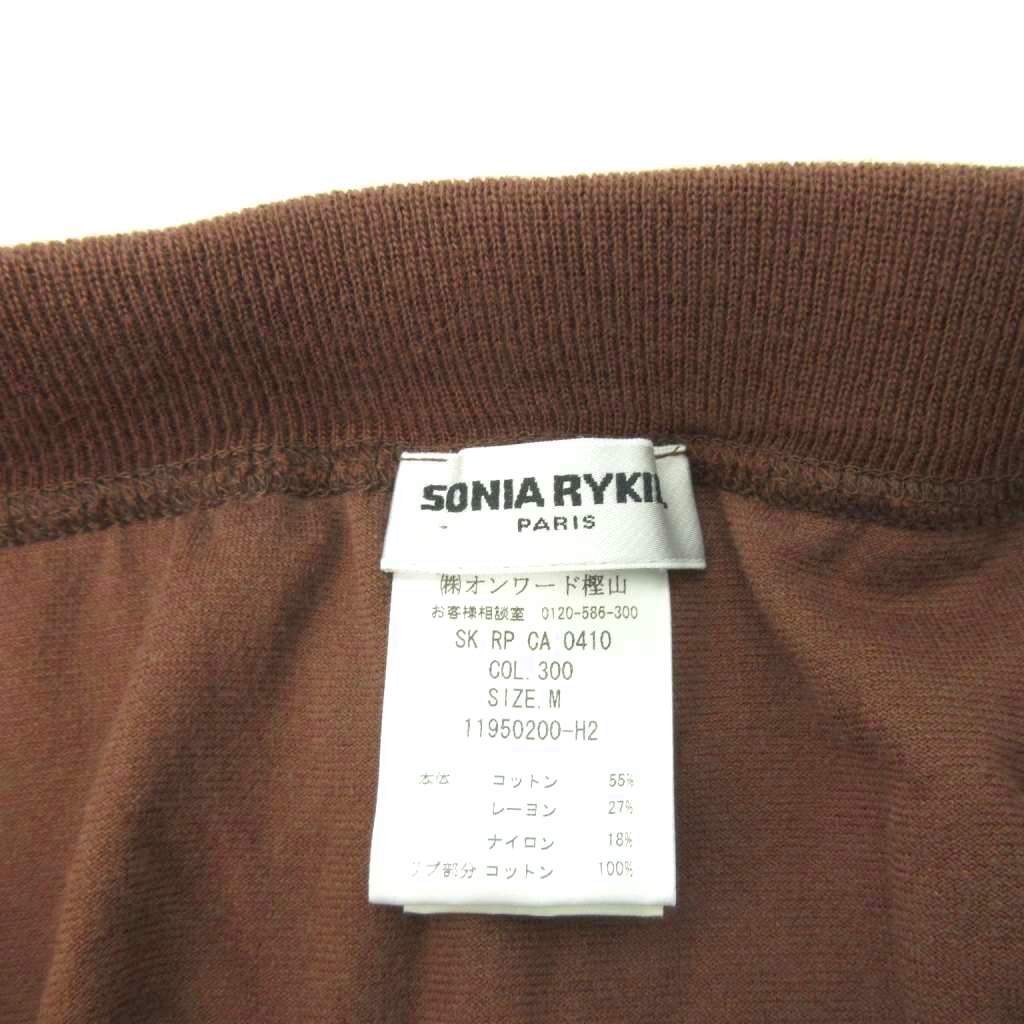 SONIA RYKIEL
PARIS
㈱オンワード樫山
お客様相談室 0120-586-300
SK RP CA 0410
COL.300
SIZE.M
11950200-H2
本体 コットン 55%
レーヨン 27%
ナイロン 18%
リブ部分 コットン 100%